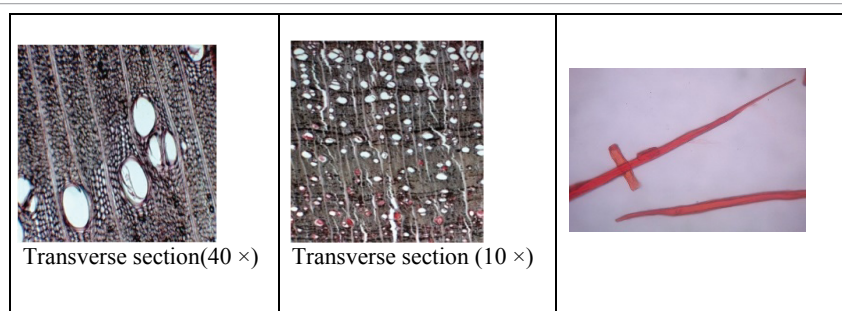 Transverse section(40 ×)
Transverse section (10 ×)